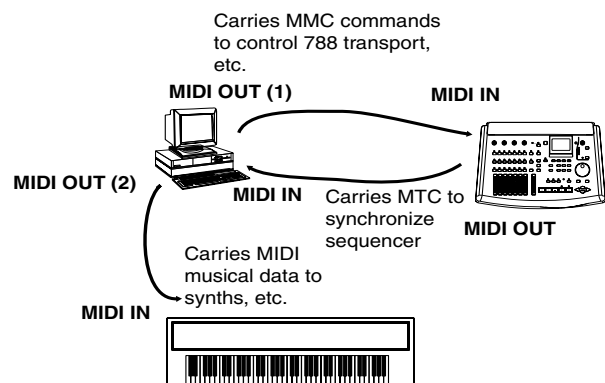 Carries MMC commands
to control 788 transport,
etc.
MIDI OUT (1)
MIDI IN
MIDI OUT (2)
MIDI IN
Carries MTC to
synchronize
sequencer
MIDI OUT
Carries MIDI
musical data to
synths, etc.
MIDI IN